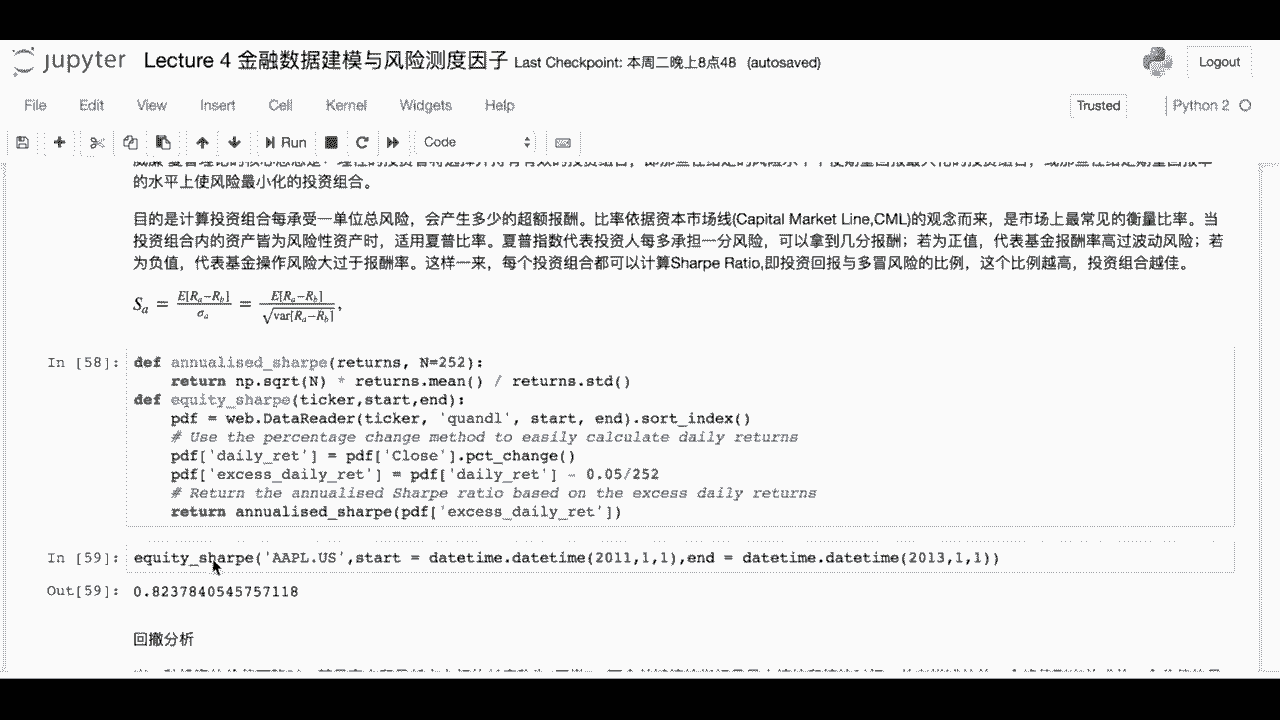 jupyter Lecture 4 金融数据建模与风险测度因子 Last Checkpoint: 本周二晚上8点48 (autosaved)
Logout
File Edit View Insert Cell Kernel Widgets Help
Trusted
Python 2
Run
Code
的水平上使风险最小化的投资组合。
目的是计算投资组合每承受一单位总风险，会产生多少的超额报酬。比率依据资本市场线(Capital Market Line,CML)的观念而来，是市场上最常见的衡量比率。当
投资组合内的资产皆为风险性资产时，适用夏普比率。夏普指数代表投资人每多承担一分风险，可以拿到几分报酬；若为正值，代表基金报酬率高过波动风险；若
为负值，代表基金操作风险大过于报酬率。这样一来，每个投资组合都可以计算Sharpe Ratio,即投资回报与多冒风险的比例，这个比例越高，投资组合越佳。
S_a = E[R_a−R_b] / σ_a = E[R_a−R_b] / √var[R_a−R_b],
In [58]: def annualised_sharpe(returns, N=252):
    return np.sqrt(N) * returns.mean() / returns.std()
def equity_sharpe(ticker,start,end):
    pdf = web.DataReader(ticker, 'quandl', start, end).sort_index()
    # Use the percentage change method to easily calculate daily returns
    pdf['daily_ret'] = pdf['Close'].pct_change()
    pdf['excess_daily_ret'] = pdf['daily_ret'] - 0.05/252
    # Return the annualised Sharpe ratio based on the excess daily returns
    return annualised_sharpe(pdf['excess_daily_ret'])
In [59]: equity_sharpe('AAPL.US',start = datetime.datetime(2011,1,1),end = datetime.datetime(2013,1,1))
Out[59]: 0.8237840545757118
回撤分析